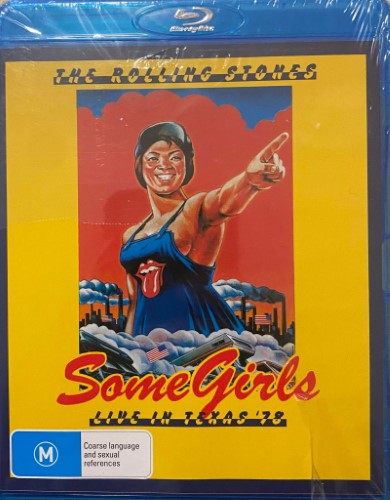 Blu-ray Disc
THE ROLLING STONES
Some Girls
LIVE IN TEXAS '78
M
Coarse language
and sexual
references